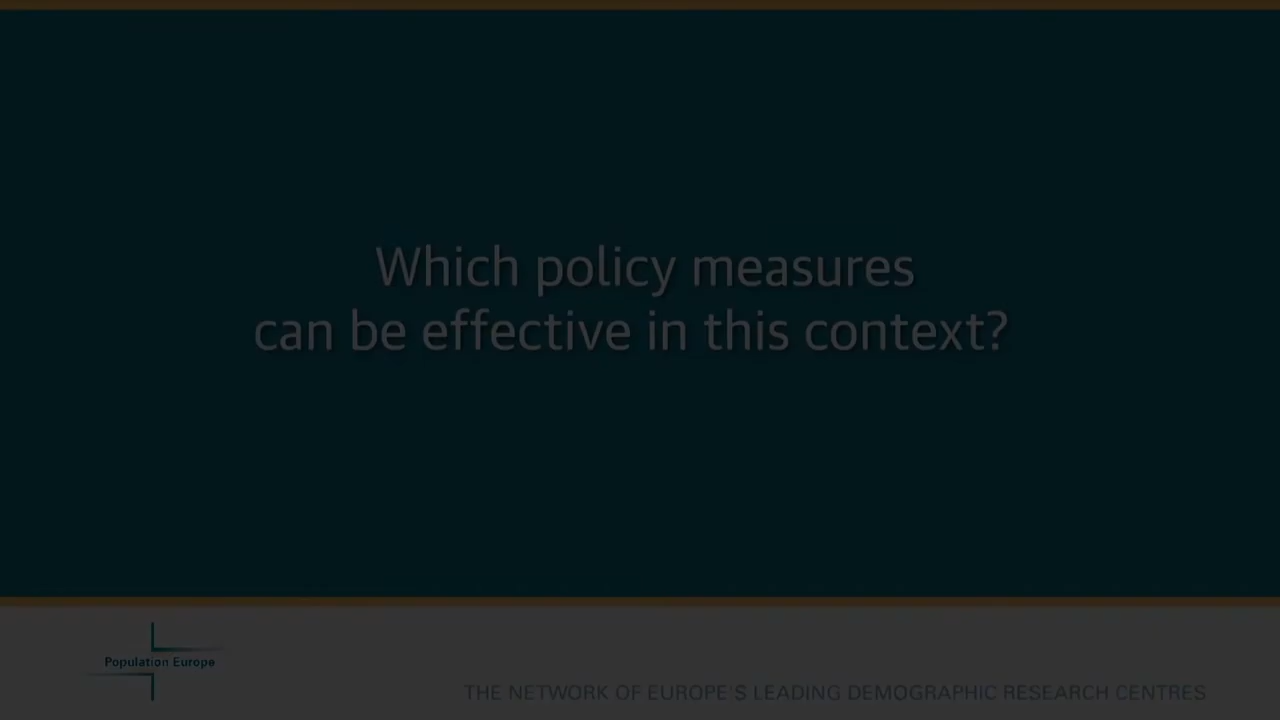 Which policy measures
can be effective in this context?
Population Europe
THE NETWORK OF EUROPE'S LEADING DEMOGRAPHIC RESEARCH CENTRES